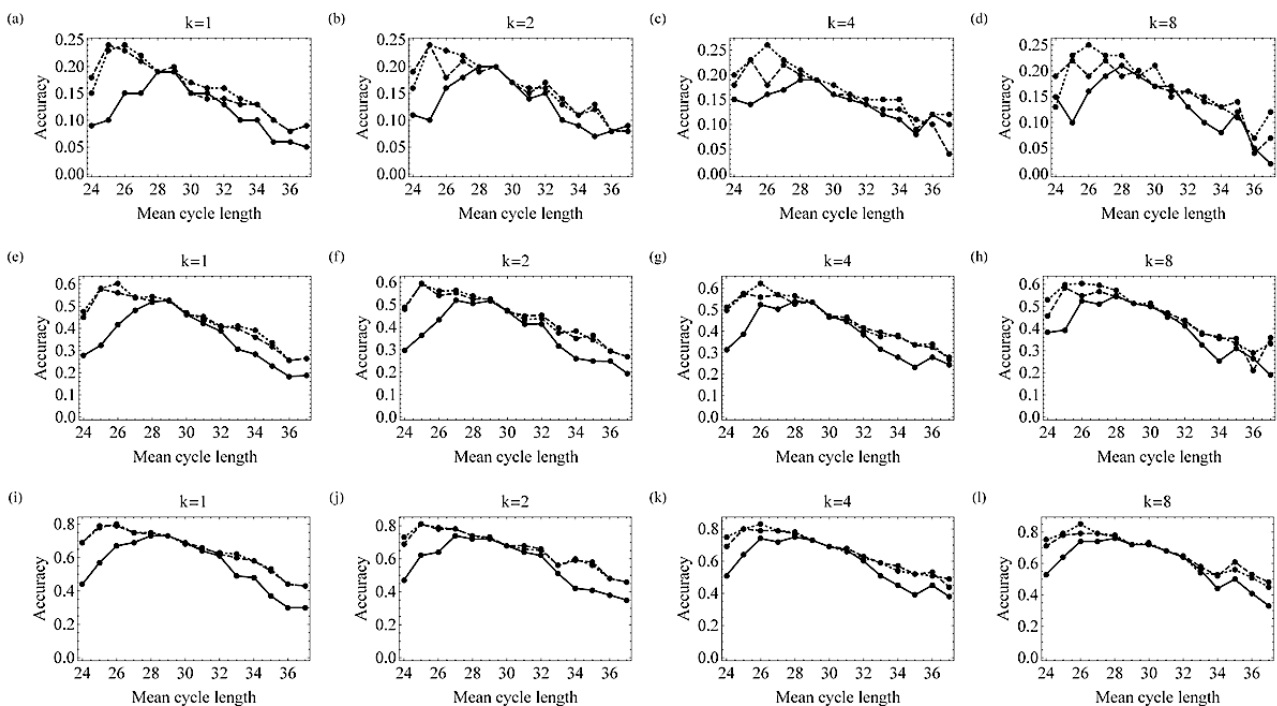 (a) k=1 (b) k=2 (c) k=4 (d) k=8
0.25 0.25 0.25 0.25
0.20 0.20 0.20 0.20
0.15 0.15 0.15 0.15
0.10 0.10 0.10 0.10
0.05 0.05 0.05 0.05
0.00 0.00 0.00 0.00
Accuracy Accuracy Accuracy Accuracy
24 26 28 30 32 34 36 24 26 28 30 32 34 36 24 26 28 30 32 34 36 24 26 28 30 32 34 36
Mean cycle length Mean cycle length Mean cycle length Mean cycle length
(e) k=1 (f) k=2 (g) k=4 (h) k=8
0.6 0.6 0.6 0.6
0.5 0.5 0.5 0.5
0.4 0.4 0.4 0.4
0.3 0.3 0.3 0.3
0.2 0.2 0.2 0.2
0.1 0.1 0.1 0.1
0.0 0.0 0.0 0.0
Accuracy Accuracy Accuracy Accuracy
24 26 28 30 32 34 36 24 26 28 30 32 34 36 24 26 28 30 32 34 36 24 26 28 30 32 34 36
Mean cycle length Mean cycle length Mean cycle length Mean cycle length
(i) k=1 (j) k=2 (k) k=4 (l) k=8
0.8 0.8 0.8 0.8
0.6 0.6 0.6 0.6
0.4 0.4 0.4 0.4
0.2 0.2 0.2 0.2
0.0 0.0 0.0 0.0
Accuracy Accuracy Accuracy Accuracy
24 26 28 30 32 34 36 24 26 28 30 32 34 36 24 26 28 30 32 34 36 24 26 28 30 32 34 36
Mean cycle length Mean cycle length Mean cycle length Mean cycle length